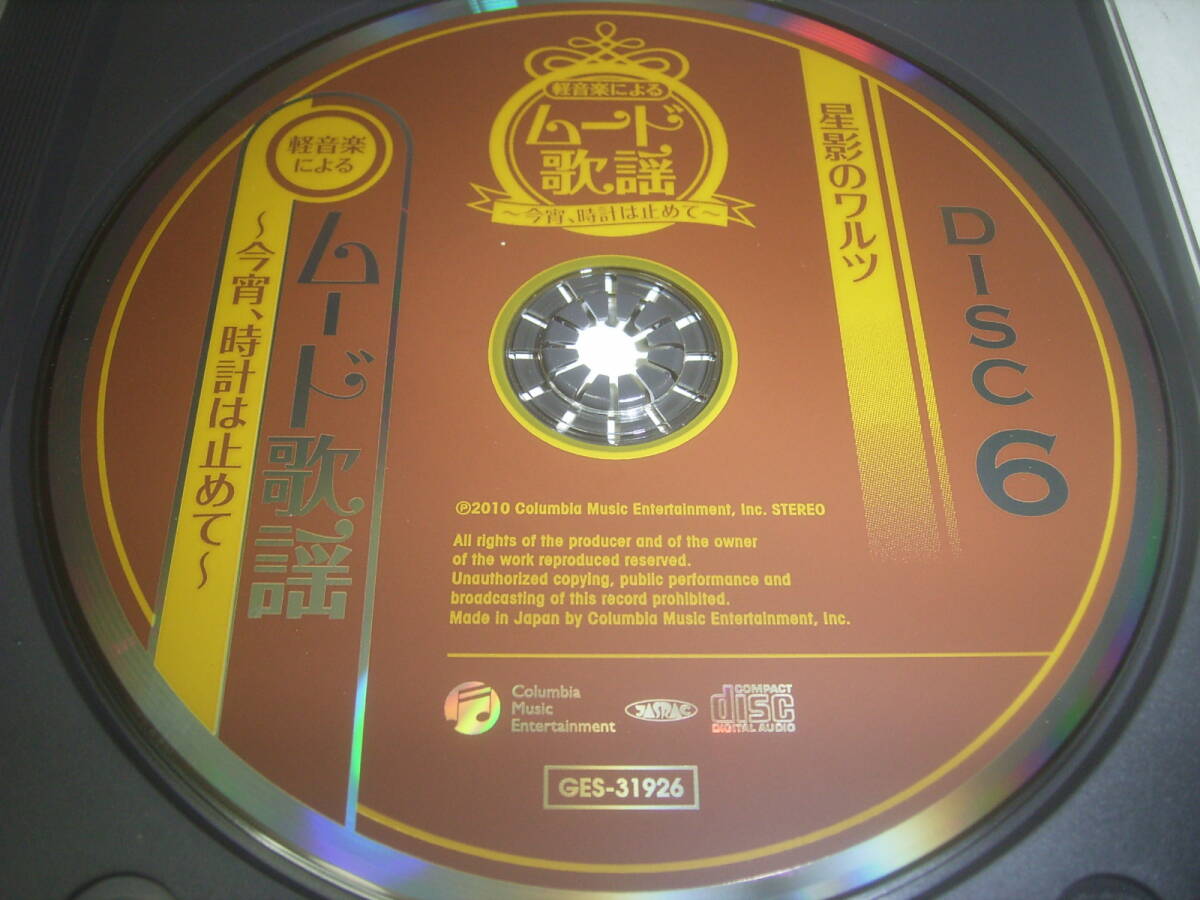 軽音楽による
ムード
歌謡
～今宵、時計は止めて～
軽音楽
による
ムード歌謡
～今宵、時計は止めて～
星影のワルツ
DISC 6
℗2010 Columbia Music Entertainment, Inc. STEREO
All rights of the producer and of the owner
of the work reproduced reserved.
Unauthorized copying, public performance and
broadcasting of this record prohibited.
Made in Japan by Columbia Music Entertainment, Inc.
Columbia
Music
Entertainment
JASRAC
COMPACT
disc
DIGITAL AUDIO
GES-31926